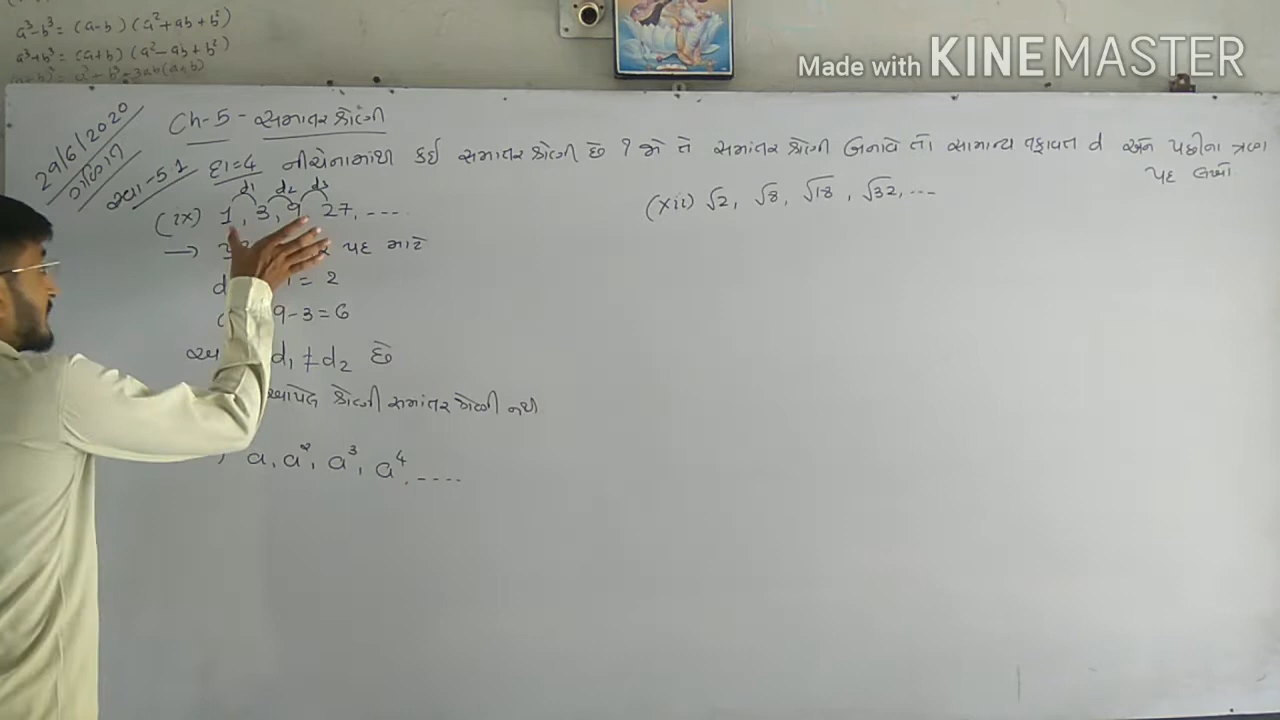 a³-b³ = (a-b) (a²+ab+b²)
a³+b³ = (a+b) (a²-ab+b²)
Made with KINEMASTER
29/6/2020
ગણિત
સ્વા-5.1
Ch-5 - સમાંતર શ્રેણી
દા=4 નીચેનામાંથી કઈ સમાંતર શ્રેણી છે ? જો તે સમાંતર શ્રેણી બનાવે તો સામાન્ય તફાવત d અને પછીના ત્રણ
પદ લખો
d1 d2 d3
(ix) 1, 3, 9, 27, ....
→ પદ માટે
d = 2
9-3=6
d₁ ≠ d₂ છે
આપેલ શ્રેણી સમાંતર શ્રેણી નથી
a, a², a³, a⁴, ....
(xii) √2, √8, √18, √32, ...